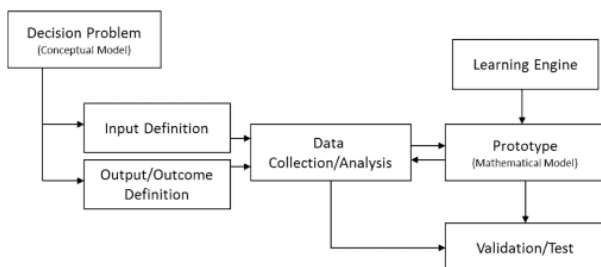 Decision Problem
(Conceptual Model)
Learning Engine
Input Definition
Output/Outcome
Definition
Data
Collection/Analysis
Prototype
(Mathematical Model)
Validation/Test